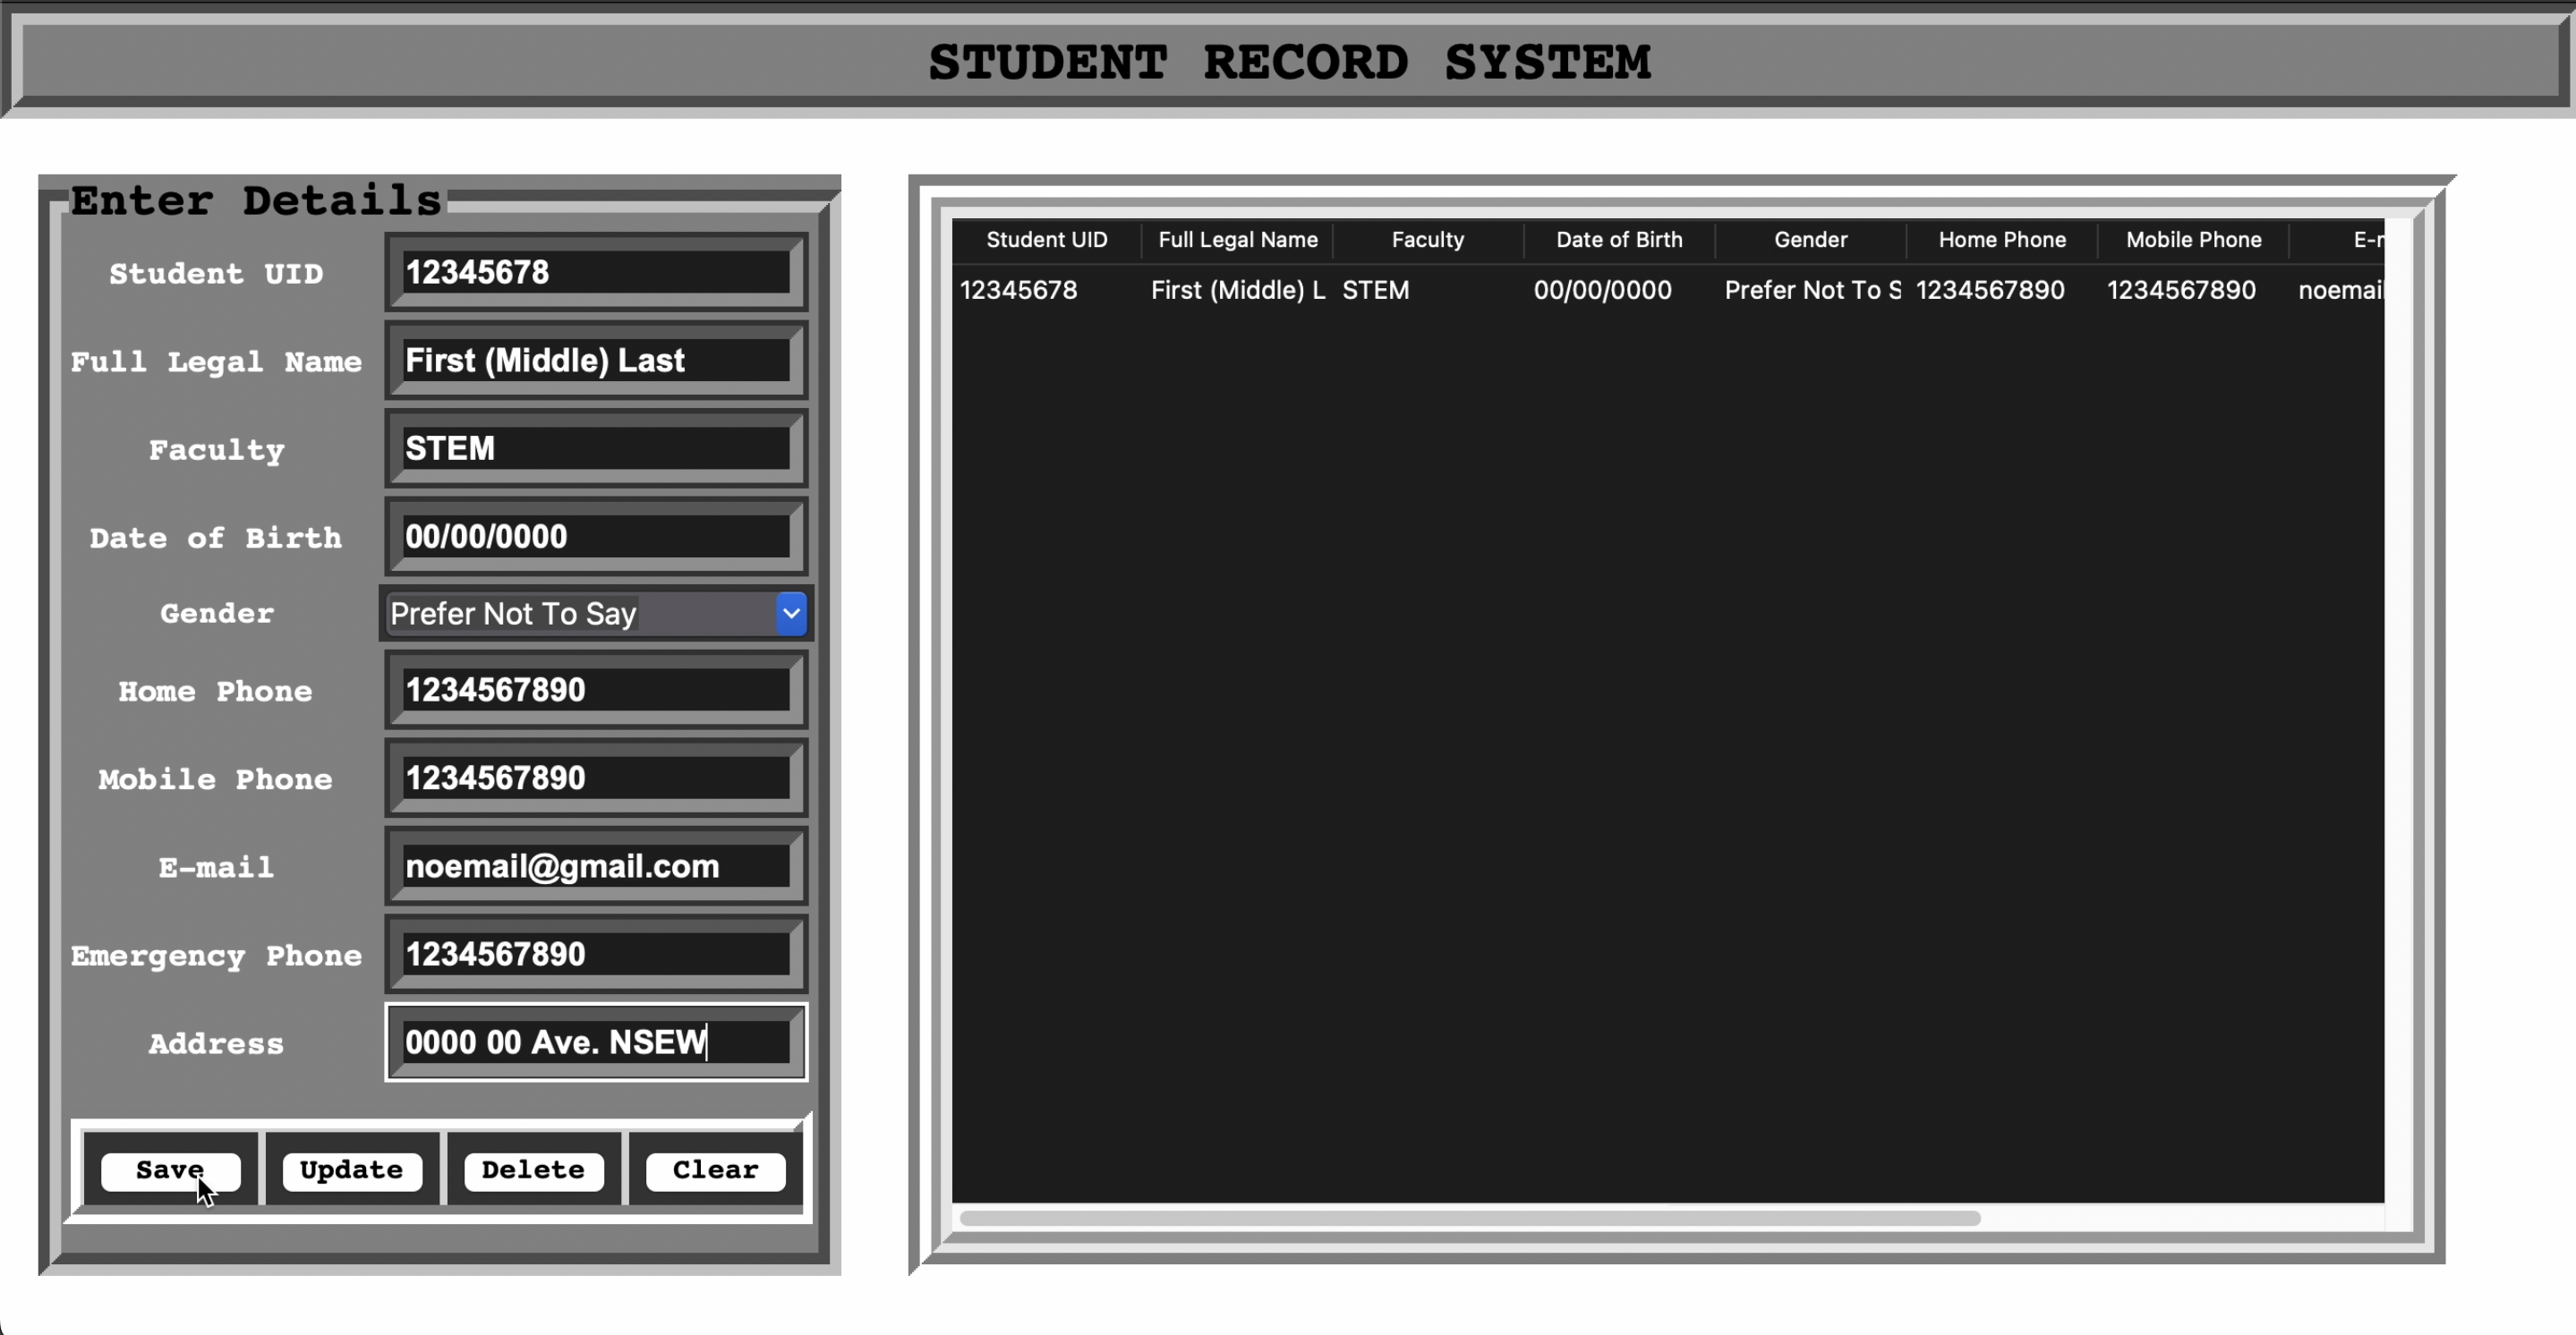 STUDENT RECORD SYSTEM
Enter Details
Student UID 12345678
Full Legal Name First (Middle) Last
Faculty STEM
Date of Birth 00/00/0000
Gender Prefer Not To Say
Home Phone 1234567890
Mobile Phone 1234567890
E-mail noemail@gmail.com
Emergency Phone 1234567890
Address 0000 00 Ave. NSEW
Save Update Delete Clear
Student UID Full Legal Name Faculty Date of Birth Gender Home Phone Mobile Phone E-
12345678 First (Middle) L STEM 00/00/0000 Prefer Not To S 1234567890 1234567890 noemail